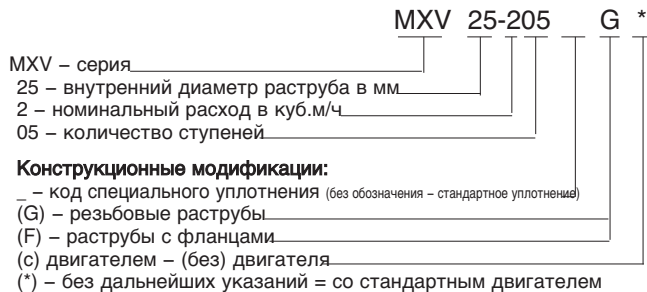 MXV 25-205 _ G *
MXV – серия
25 – внутренний диаметр раструба в мм
2 – номинальный расход в куб.м/ч
05 – количество ступеней
Конструкционные модификации:
_ – код специального уплотнения (без обозначения – стандартное уплотнение)
(G) – резьбовые раструбы
(F) – раструбы с фланцами
(с) двигателем – (без) двигателя
(*) – без дальнейших указаний = со стандартным двигателем